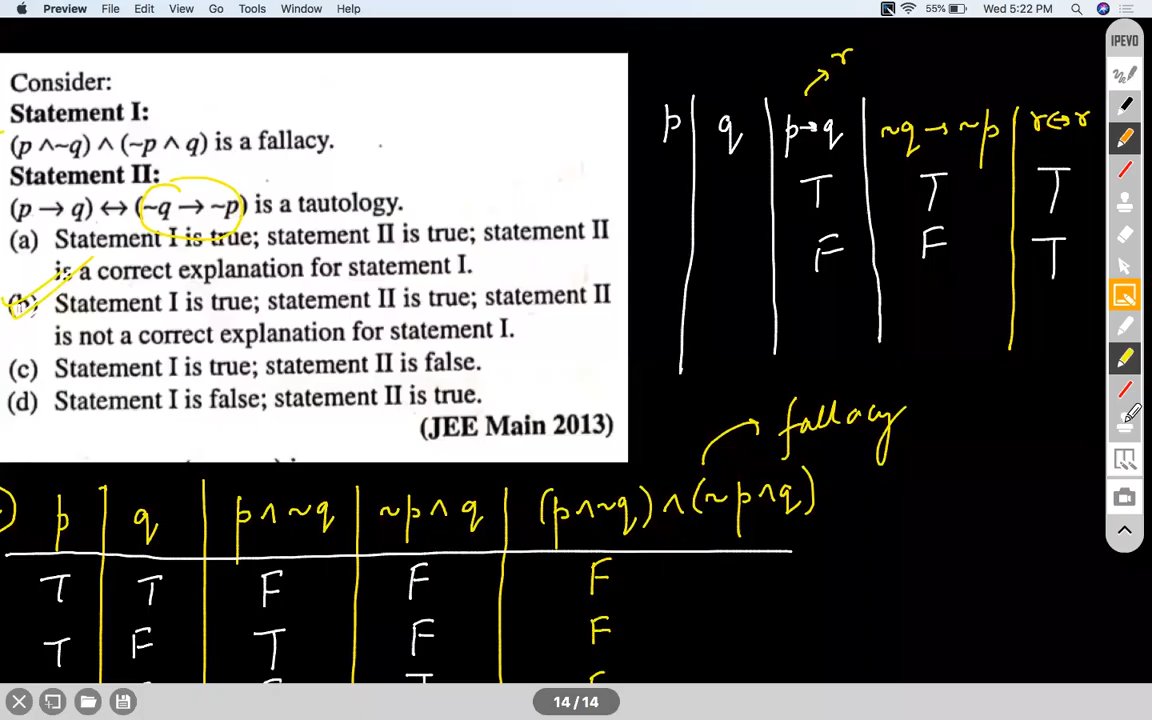 Preview File Edit View Go Tools Window Help 55% Wed 5:22 PM
IPEVO
Consider:
Statement I:
(p ∧~q) ∧ (~p ∧ q) is a fallacy.
Statement II:
(p → q) ↔ (~q → ~p) is a tautology.
(a) Statement I is true; statement II is true; statement II
is a correct explanation for statement I.
(b) Statement I is true; statement II is true; statement II
is not a correct explanation for statement I.
(c) Statement I is true; statement II is false.
(d) Statement I is false; statement II is true.
(JEE Main 2013)
r
p q p→q ~q→~p r↔r
T T T
F F T
fallacy
p q p∧~q ~p∧q (p∧~q)∧(~p∧q)
T T F F F
T F T F F
14/14